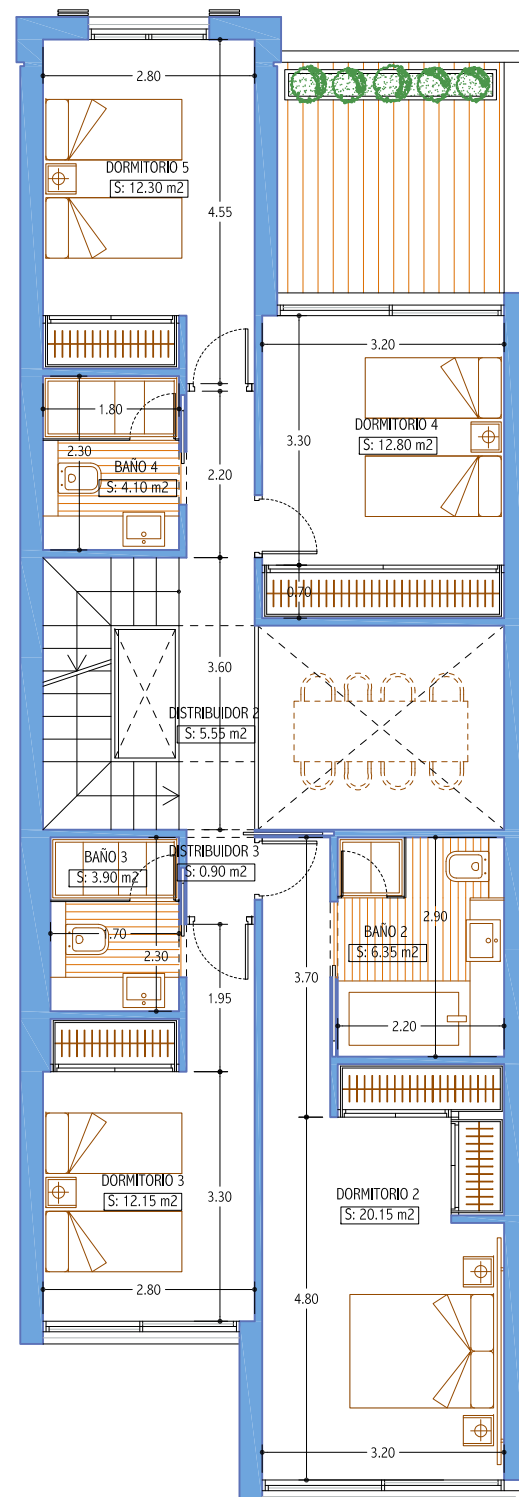 2.80
DORMITORIO 5
S: 12.30 m2
4.55
3.20
1.80
3.30
DORMITORIO 4
S: 12.80 m2
2.30
BAÑO 4
S: 4.10 m2
2.20
0.70
3.60
DISTRIBUIDOR 2
S: 5.55 m2
BAÑO 3
S: 3.90 m2
DISTRIBUIDOR 3
S: 0.90 m2
2.90
BAÑO 2
S: 6.35 m2
1.70
2.30
3.70
1.95
2.20
DORMITORIO 3
S: 12.15 m2
3.30
DORMITORIO 2
S: 20.15 m2
2.80
4.80
3.20